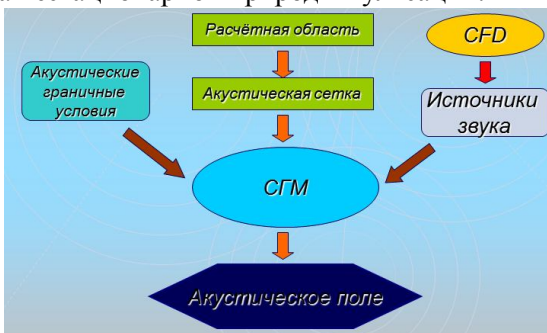 Расчётная область
CFD
Акустические
граничные
условия
Акустическая сетка
Источники
звука
СГМ
Акустическое поле